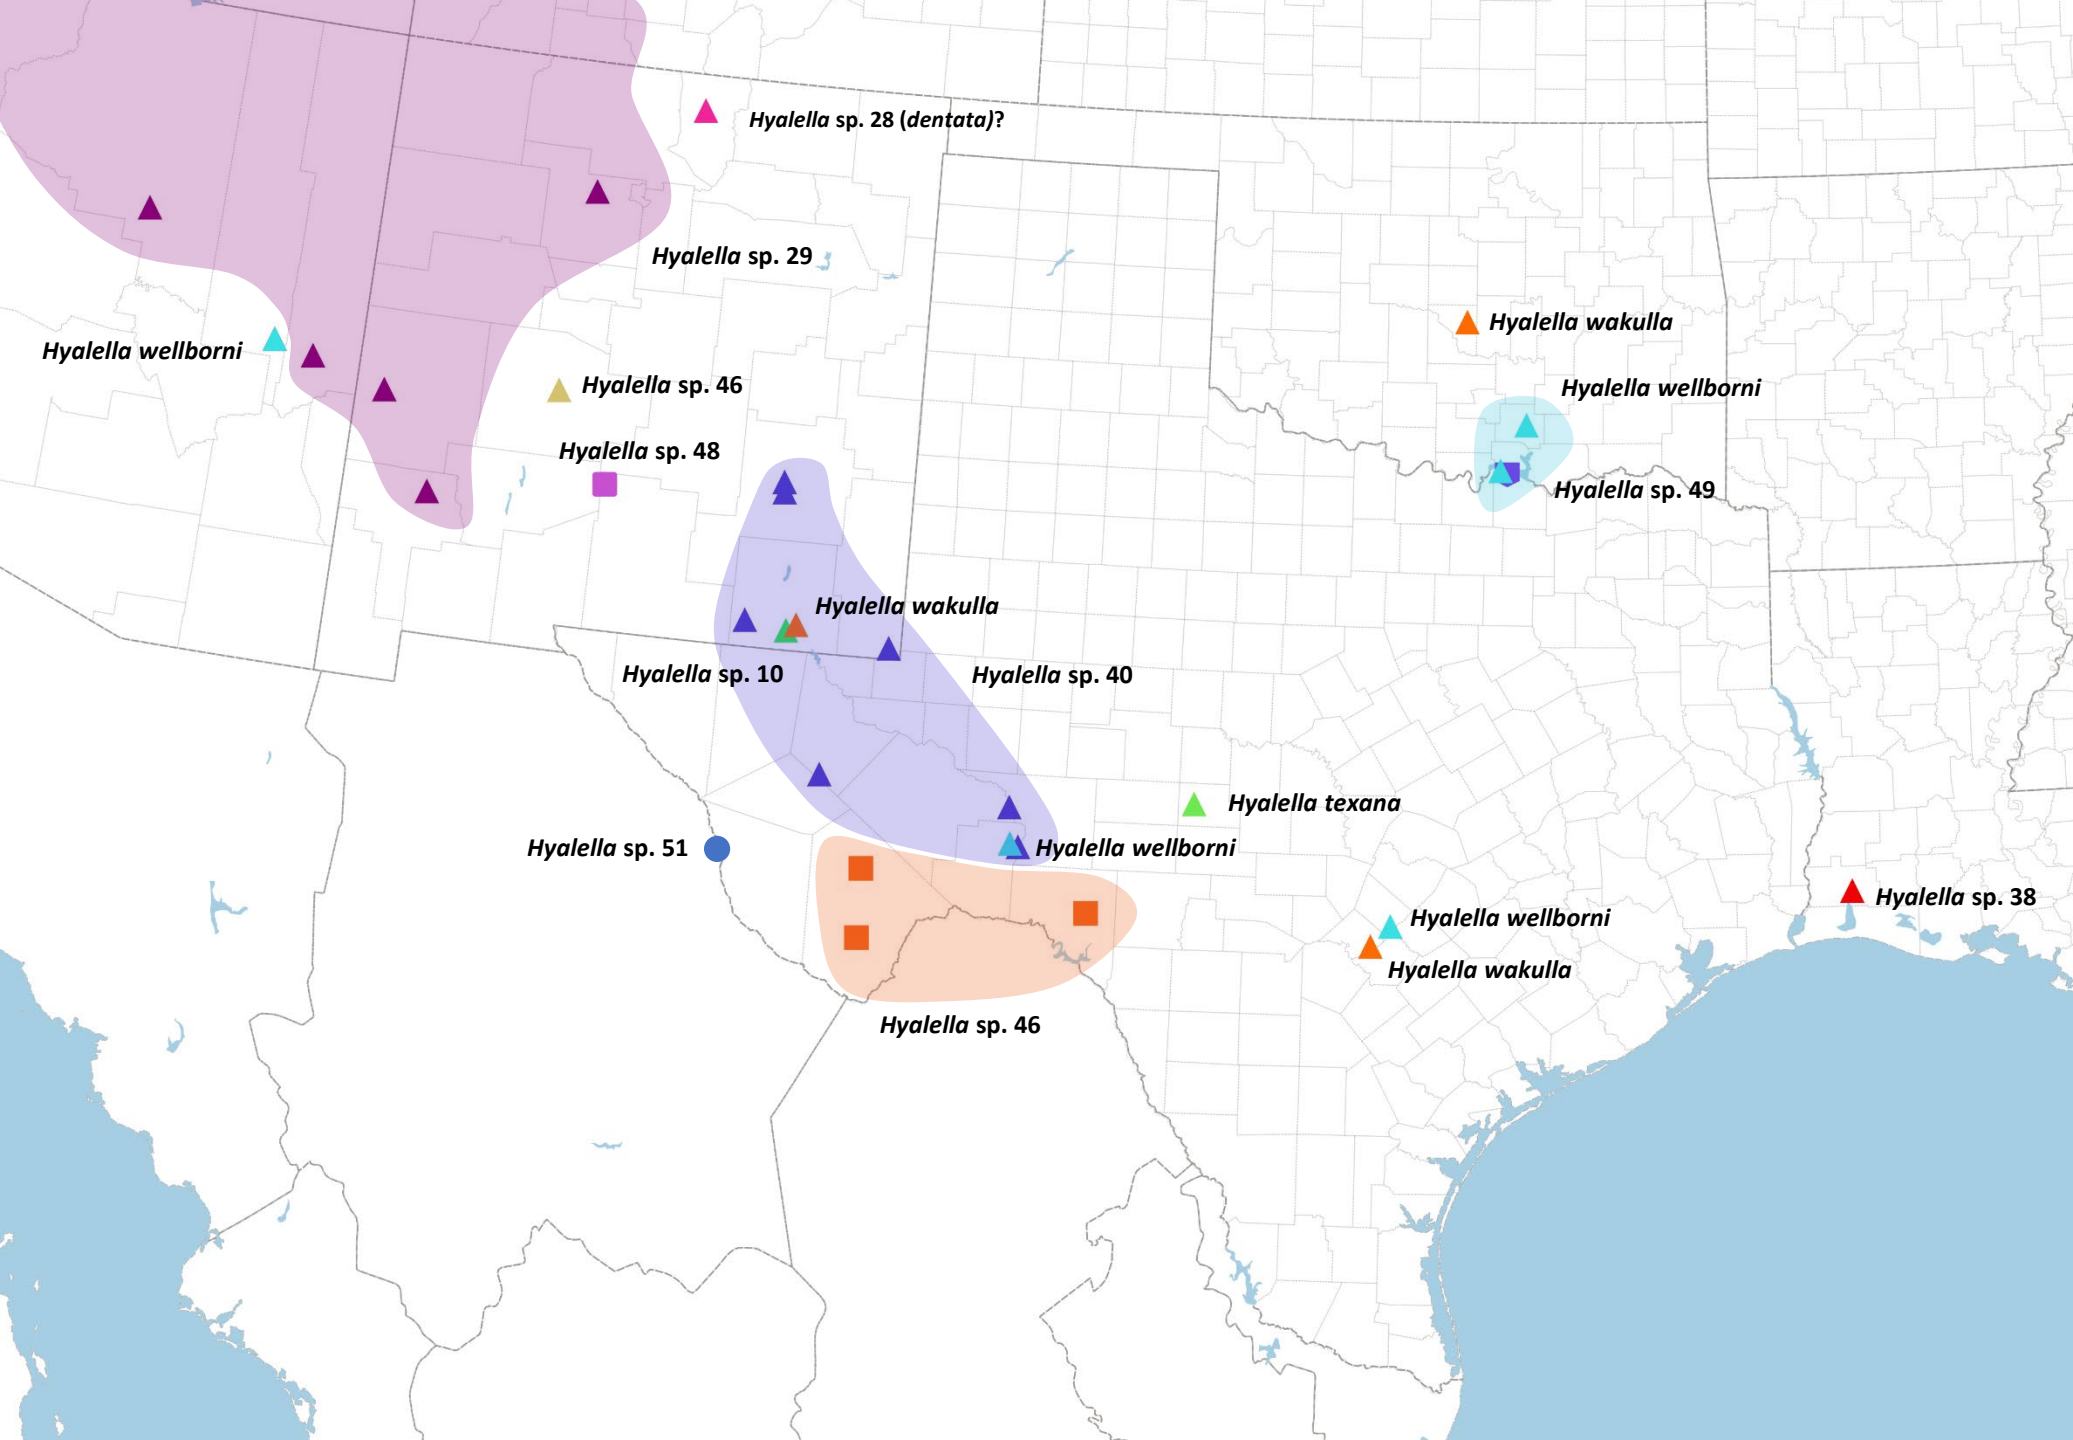 Hyalella sp. 28 (dentata)?
Hyalella sp. 29
Hyalella wakulla
Hyalella wellborni
Hyalella sp. 46
Hyalella wellborni
Hyalella sp. 48
Hyalella sp. 49
Hyalella wakulla
Hyalella sp. 10
Hyalella sp. 40
Hyalella texana
Hyalella sp. 51
Hyalella wellborni
Hyalella sp. 38
Hyalella wellborni
Hyalella wakulla
Hyalella sp. 46